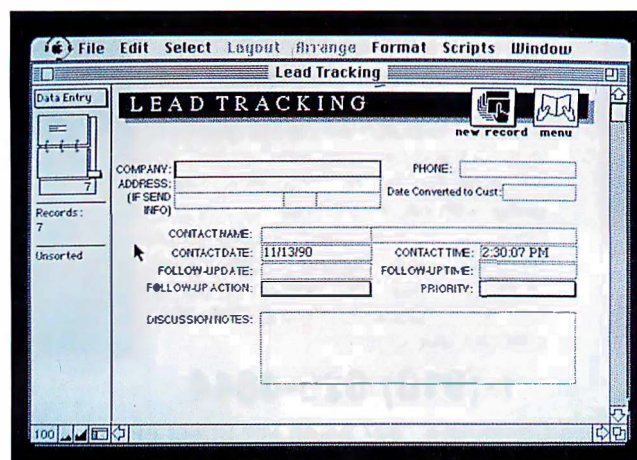 File Edit Select Layout Arrange Format Scripts Window
Lead Tracking
Data Entry
LEAD TRACKING
new record menu
7
Records:
7
Unsorted
COMPANY:
PHONE:
ADDRESS:
(IF SEND
INFO)
Date Converted to Cust:
CONTACT NAME:
CONTACT DATE: 11/13/90
CONTACT TIME: 2:30:07 PM
FOLLOW-UP DATE:
FOLLOW-UP TIME:
FOLLOW-UP ACTION:
PRIORITY:
DISCUSSION NOTES:
100